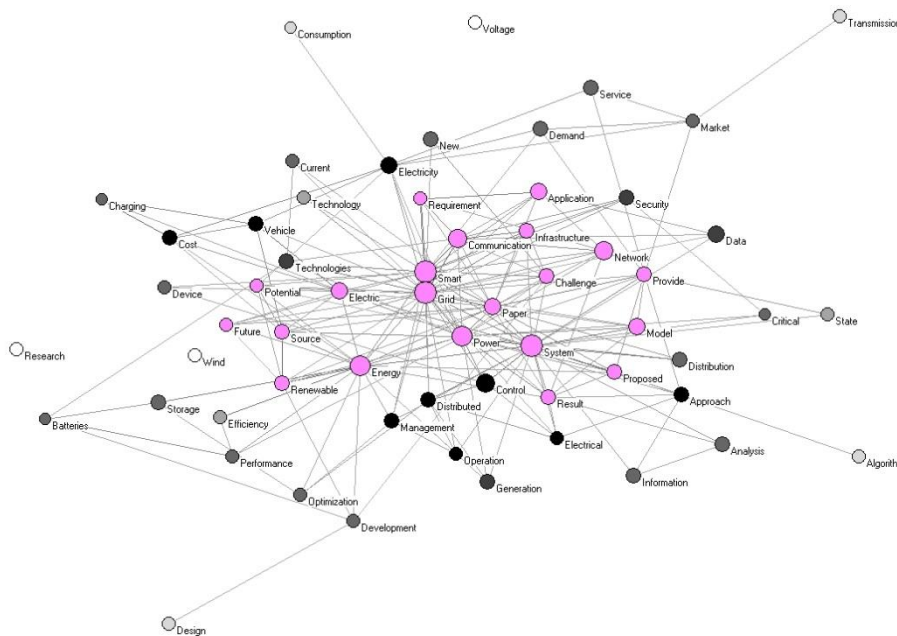 Transmission
Consumption
Voltage
Service
Market
Demand
New
Current
Electricity
Application
Charging
Technology
Requirement
Security
Vehicle
Infrastructure
Cost
Communication
Data
Network
Technologies
Smart
Challenge
Provide
Potential
Device
Electric
Grid
Paper
Critical
State
Future
Source
Model
Power
System
Research
Wind
Distribution
Energy
Proposed
Renewable
Control
Approach
Storage
Distributed
Result
Batteries
Efficiency
Management
Electrical
Analysis
Performance
Operation
Algorith
Information
Generation
Optimization
Development
Design